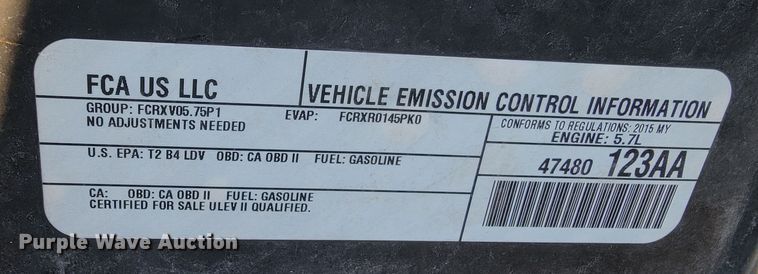 FCA US LLC
VEHICLE EMISSION CONTROL INFORMATION
GROUP: FCRXV05.75P1 EVAP: FCRXR0145PK0
NO ADJUSTMENTS NEEDED
CONFORMS TO REGULATIONS: 2015 MY
ENGINE: 5.7L
U.S. EPA: T2 B4 LDV OBD: CA OBD II FUEL: GASOLINE
47480 123AA
CA: OBD: CA OBD II FUEL: GASOLINE
CERTIFIED FOR SALE ULEV II QUALIFIED.
Purple Wave Auction